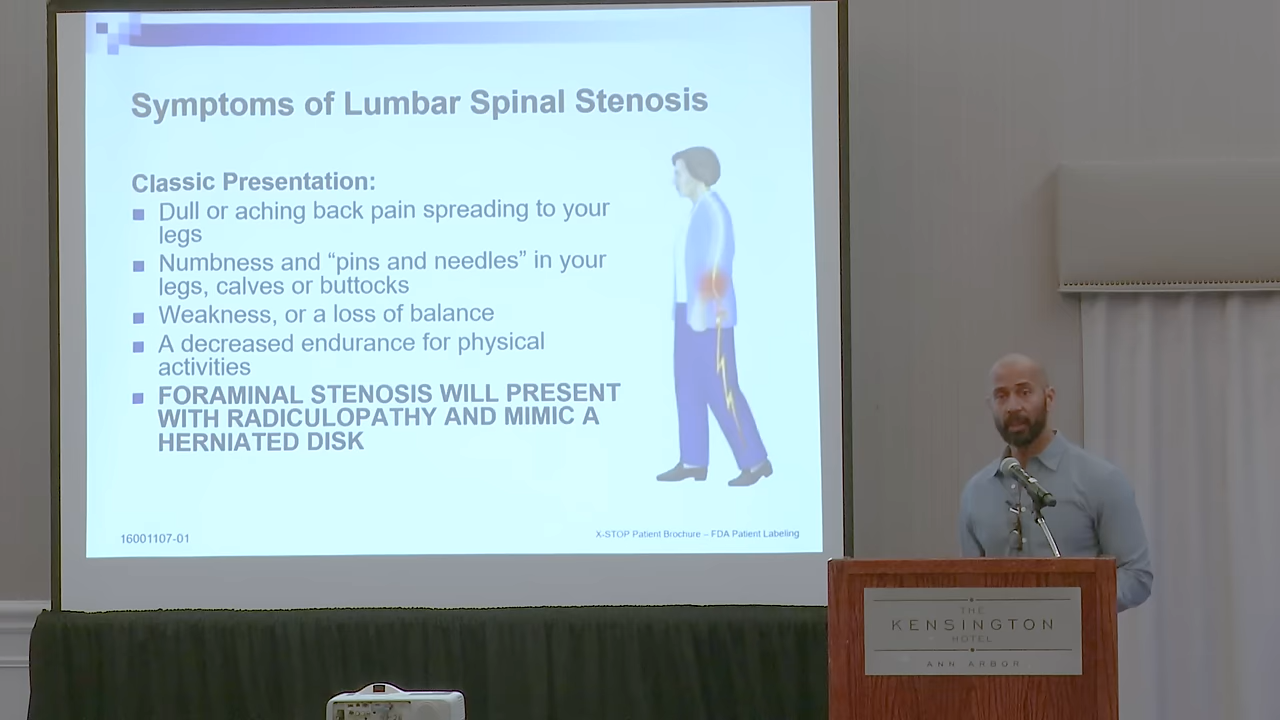 Symptoms of Lumbar Spinal Stenosis
Classic Presentation:
Dull or aching back pain spreading to your
legs
Numbness and “pins and needles” in your
legs, calves or buttocks
Weakness, or a loss of balance
A decreased endurance for physical
activities
FORAMINAL STENOSIS WILL PRESENT
WITH RADICULOPATHY AND MIMIC A
HERNIATED DISK
16001107-01
X-STOP Patient Brochure – FDA Patient Labeling
THE
KENSINGTON
HOTEL
ANN ARBOR